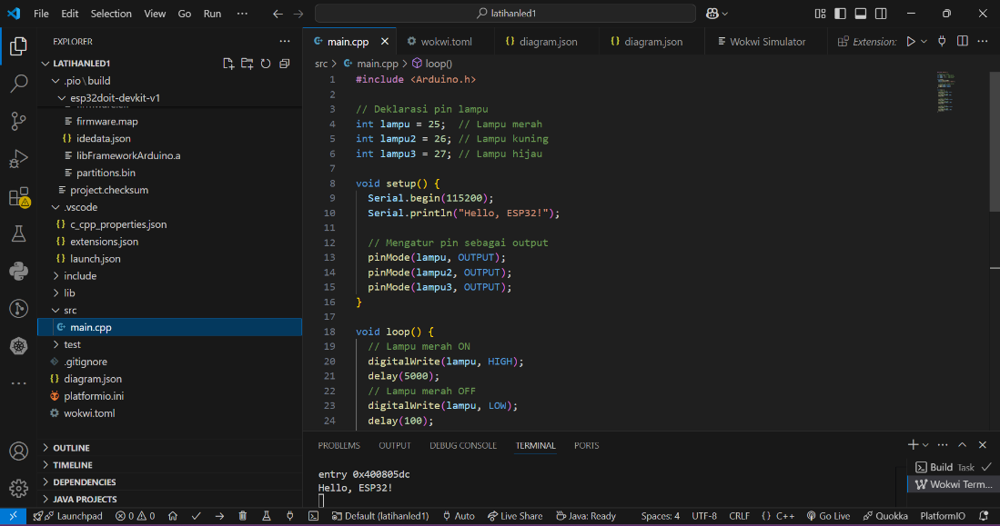 File Edit Selection View Go Run ··· latihanled1
EXPLORER
LATIHANLED1
.pio\build
esp32doit-devkit-v1
firmware.map
{} idedata.json
libFrameworkArduino.a
partitions.bin
project.checksum
.vscode
{} c_cpp_properties.json
{} extensions.json
{} launch.json
include
lib
src
main.cpp
test
.gitignore
{} diagram.json
platformio.ini
wokwi.toml
OUTLINE
TIMELINE
DEPENDENCIES
JAVA PROJECTS
main.cpp wokwi.toml {} diagram.json {} diagram.json Wokwi Simulator Extension:
src > main.cpp > loop()
1 #include <Arduino.h>
2
3 // Deklarasi pin lampu
4 int lampu = 25;  // Lampu merah
5 int lampu2 = 26; // Lampu kuning
6 int lampu3 = 27; // Lampu hijau
7
8 void setup() {
9 Serial.begin(115200);
10 Serial.println("Hello, ESP32!");
11
12 // Mengatur pin sebagai output
13 pinMode(lampu, OUTPUT);
14 pinMode(lampu2, OUTPUT);
15 pinMode(lampu3, OUTPUT);
16 }
17
18 void loop() {
19 // Lampu merah ON
20 digitalWrite(lampu, HIGH);
21 delay(5000);
22 // Lampu merah OFF
23 digitalWrite(lampu, LOW);
24 delay(100);
PROBLEMS OUTPUT DEBUG CONSOLE TERMINAL PORTS
entry 0x400805dc
Hello, ESP32!
Build Task
Wokwi Term...
Launchpad 0 0 Default (latihanled1) Auto Live Share Java: Ready Spaces: 4 UTF-8 CRLF {} C++ Go Live Quokka PlatformIO